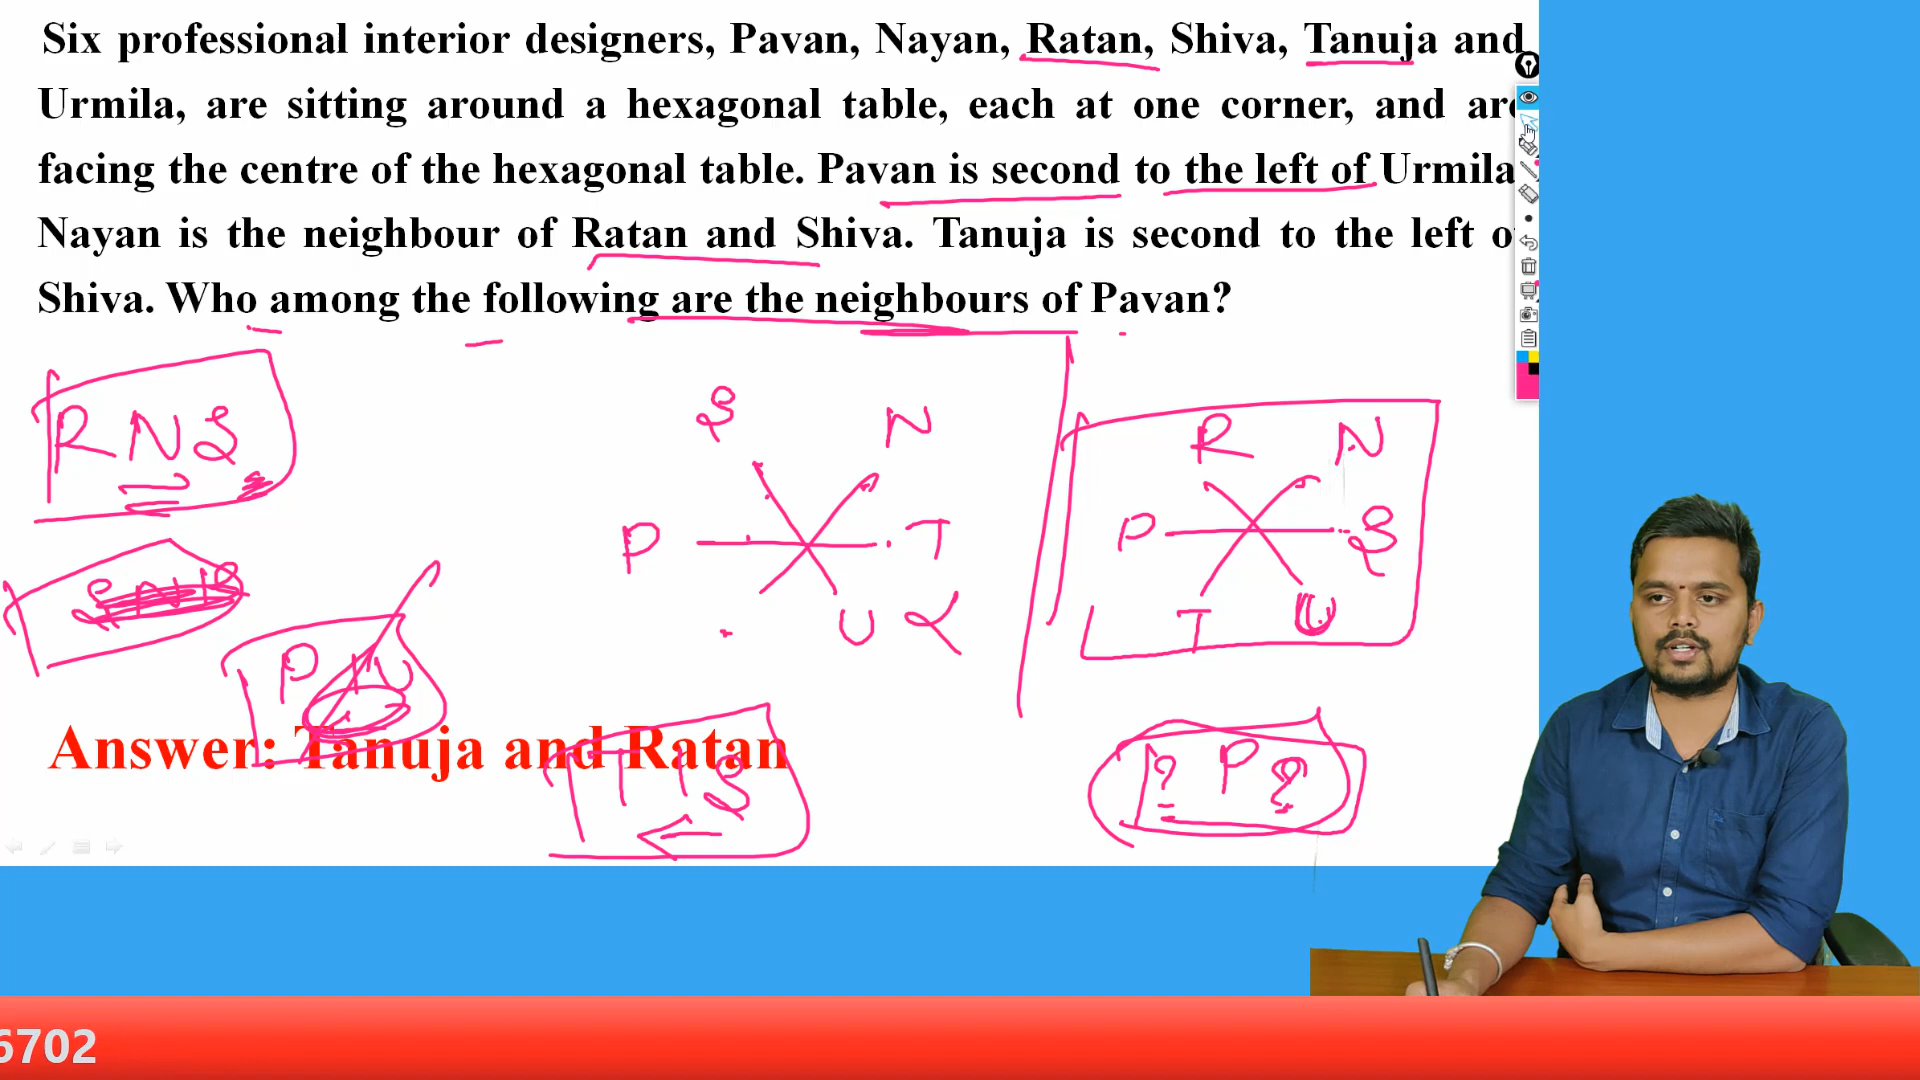 Six professional interior designers, Pavan, Nayan, Ratan, Shiva, Tanuja and
Urmila, are sitting around a hexagonal table, each at one corner, and are
facing the centre of the hexagonal table. Pavan is second to the left of Urmila.
Nayan is the neighbour of Ratan and Shiva. Tanuja is second to the left of
Shiva. Who among the following are the neighbours of Pavan?
R N S
S N R
P U
S N
P T
U
R N
P S
T U
Answer: Tanuja and Ratan
T S
? P ?
6702